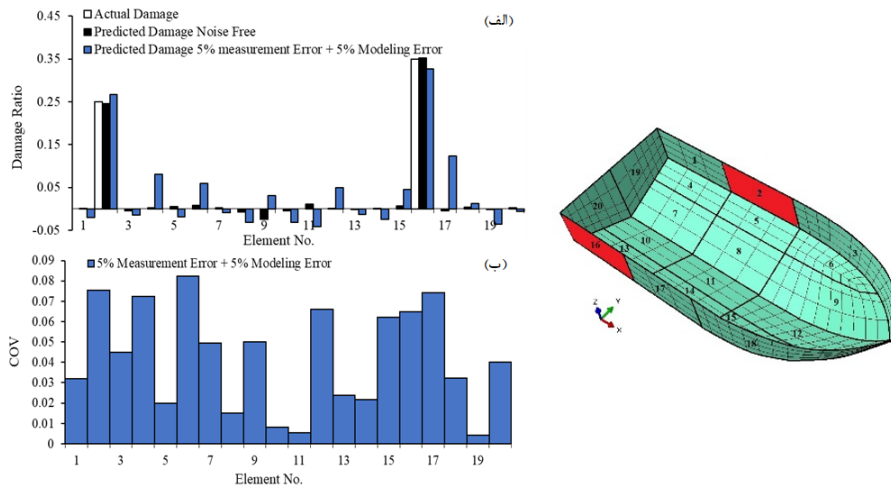 (الف)
Actual Damage
Predicted Damage Noise Free
Predicted Damage 5% measurement Error + 5% Modeling Error
Damage Ratio
0.45
0.35
0.25
0.15
0.05
-0.05
1 3 5 7 9 11 13 15 17 19
Element No.
(ب)
5% Measurement Error + 5% Modeling Error
COV
0.09
0.08
0.07
0.06
0.05
0.04
0.03
0.02
0.01
0
1 3 5 7 9 11 13 15 17 19
Element No.
1
2
19
4
5
3
20
7
6
16
13
10
8
9
17
14
11
15
12
18
Z
Y
X